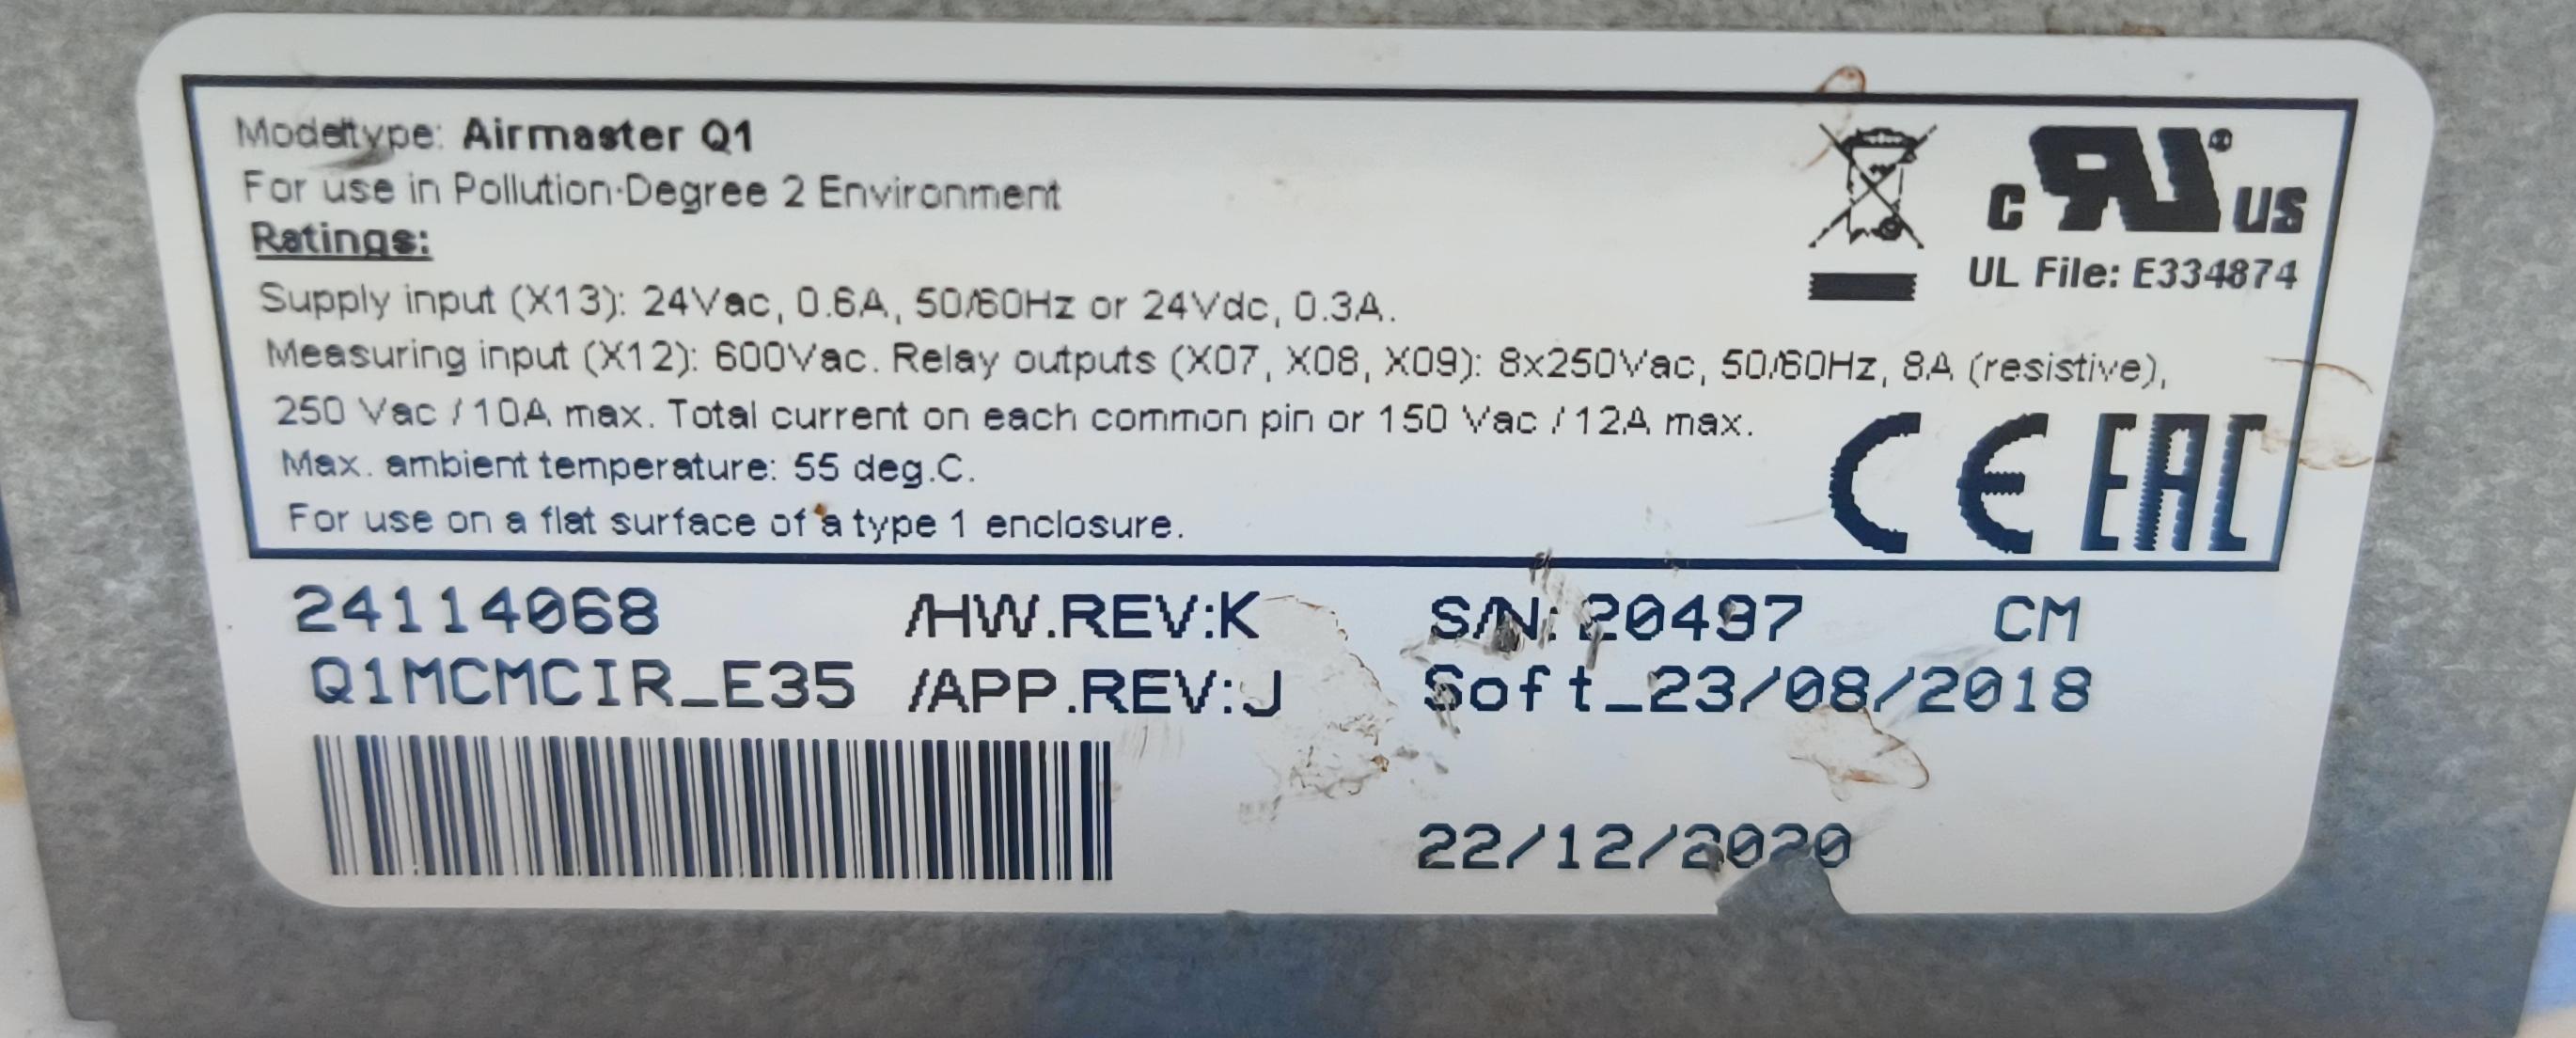 Modeltype: Airmaster Q1
For use in Pollution-Degree 2 Environment
Ratings:
Supply input (X13): 24Vac, 0.6A, 50/60Hz or 24Vdc, 0.3A.
Measuring input (X12): 600Vac. Relay outputs (X07, X08, X09): 8x250Vac, 50/60Hz, 8A (resistive),
250 Vac / 10A max. Total current on each common pin or 150 Vac / 12A max.
Max. ambient temperature: 55 deg.C.
For use on a flat surface of a type 1 enclosure.
c RU ® US
UL File: E334874
CE EAC
24114068 /HW.REV:K S/N: 20497 CM
Q1MCMCIR_E35 /APP.REV:J Soft_23/08/2018
22/12/2020